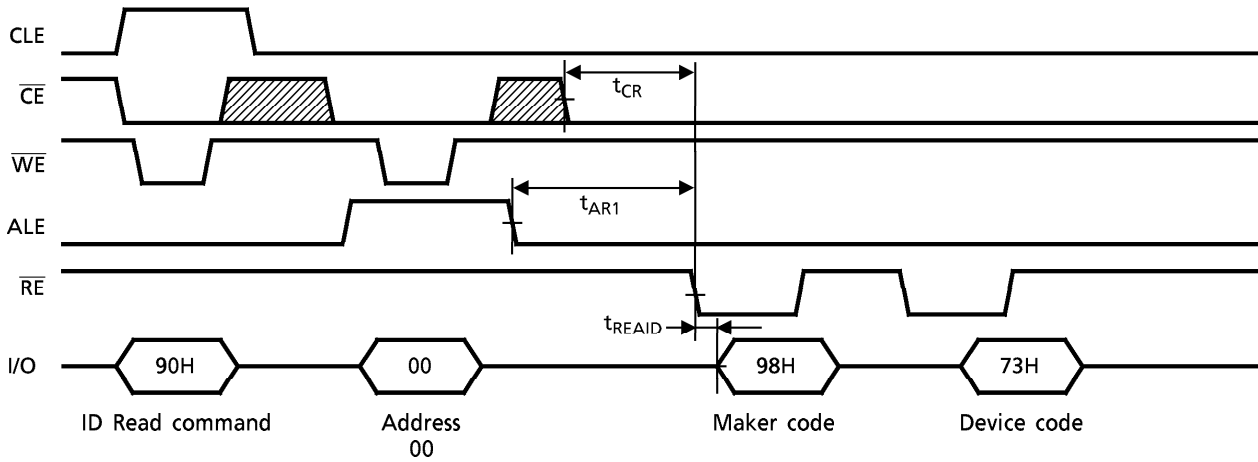 CLE
CE
tCR
WE
tAR1
ALE
RE
tREAID
I/O
90H
00
98H
73H
ID Read command
Address
00
Maker code
Device code